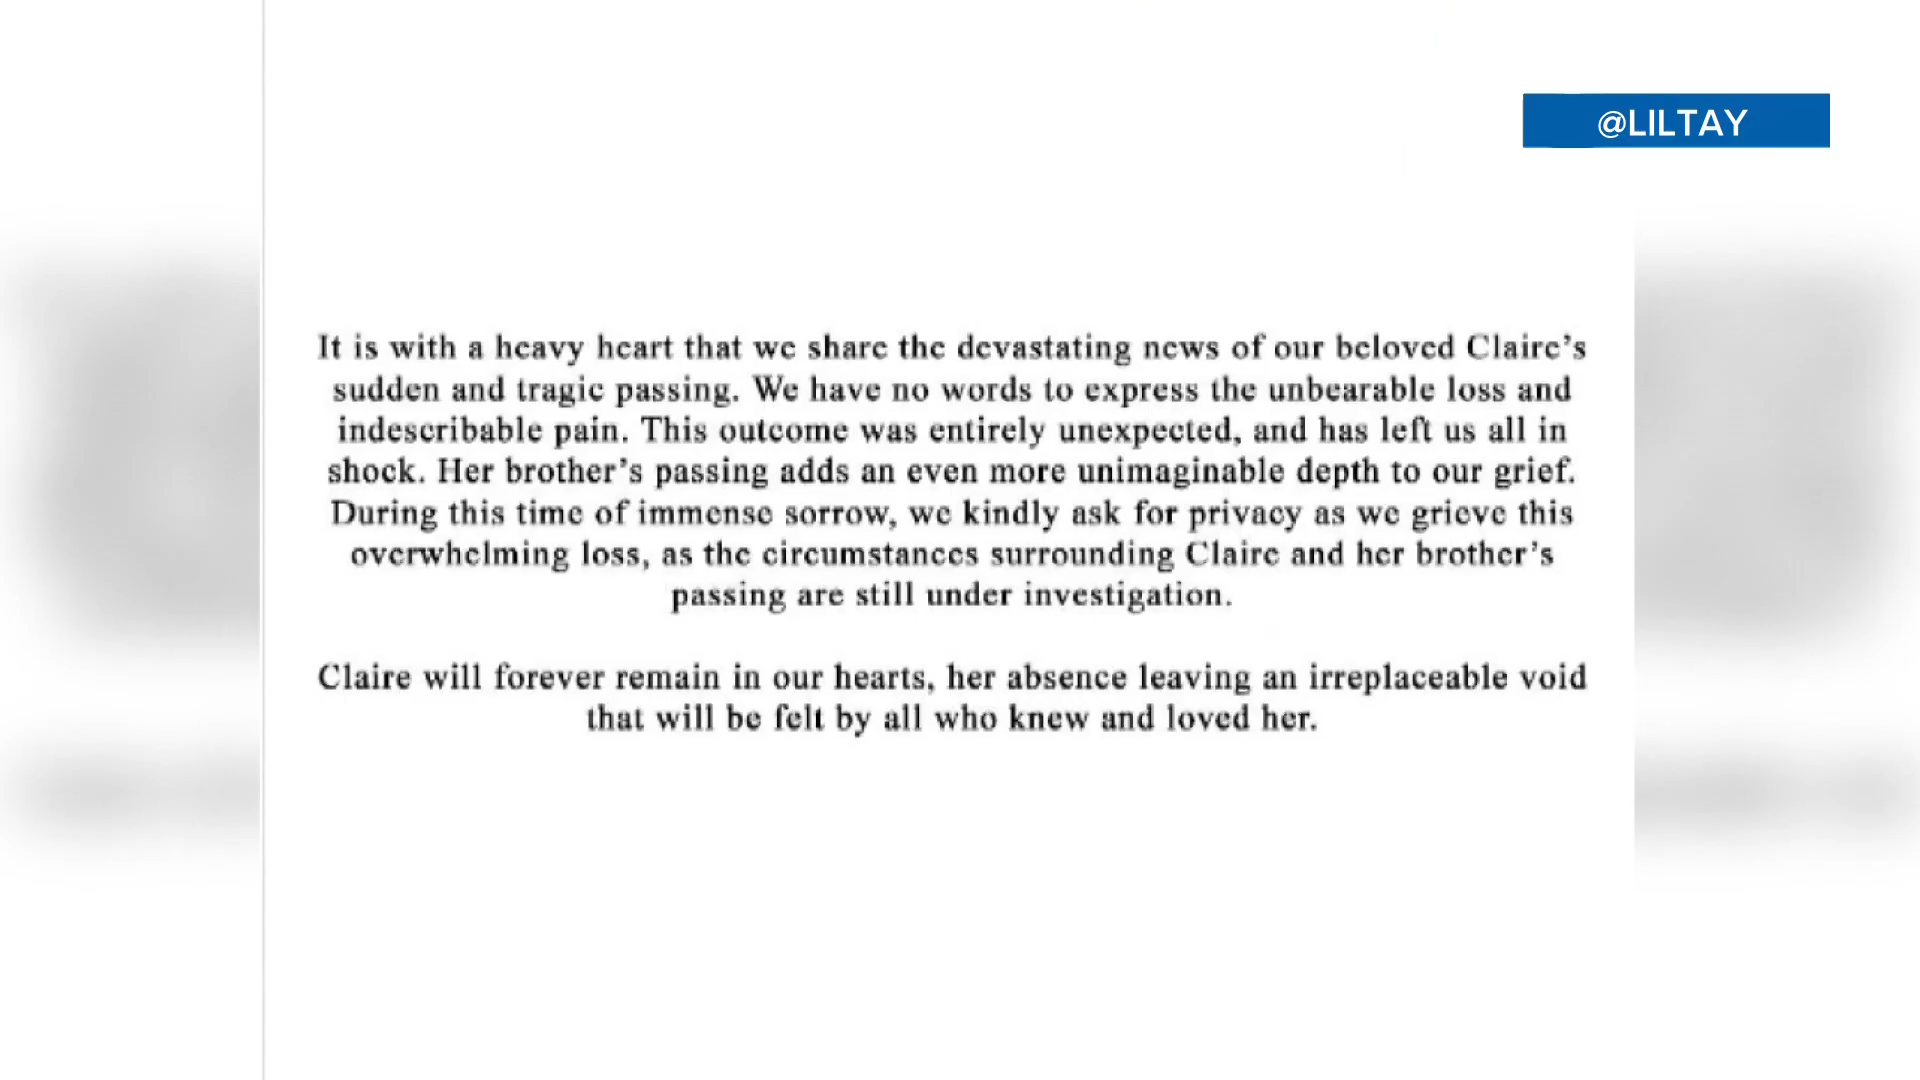 @LILTAY
It is with a heavy heart that we share the devastating news of our beloved Claire's
sudden and tragic passing. We have no words to express the unbearable loss and
indescribable pain. This outcome was entirely unexpected, and has left us all in
shock. Her brother's passing adds an even more unimaginable depth to our grief.
During this time of immense sorrow, we kindly ask for privacy as we grieve this
overwhelming loss, as the circumstances surrounding Claire and her brother's
passing are still under investigation.
Claire will forever remain in our hearts, her absence leaving an irreplaceable void
that will be felt by all who knew and loved her.